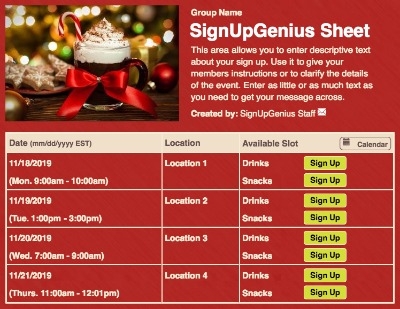 Group Name
SignUpGenius Sheet
This area allows you to enter descriptive text
about your sign up. Use it to give your
members instructions or to clarify the details
of the event. Enter as little or as much text as
you need to get your message across.
Created by: SignUpGenius Staff
Date (mm/dd/yyyy EST) Location Available Slot Calendar
11/18/2019 Location 1 Drinks Sign Up
(Mon. 9:00am - 10:00am) Snacks Sign Up
11/19/2019 Location 2 Drinks Sign Up
(Tue. 1:00pm - 3:00pm) Snacks Sign Up
11/20/2019 Location 3 Drinks Sign Up
(Wed. 7:00am - 9:00am) Snacks Sign Up
11/21/2019 Location 4 Drinks Sign Up
(Thurs. 11:00am - 12:01pm) Snacks Sign Up